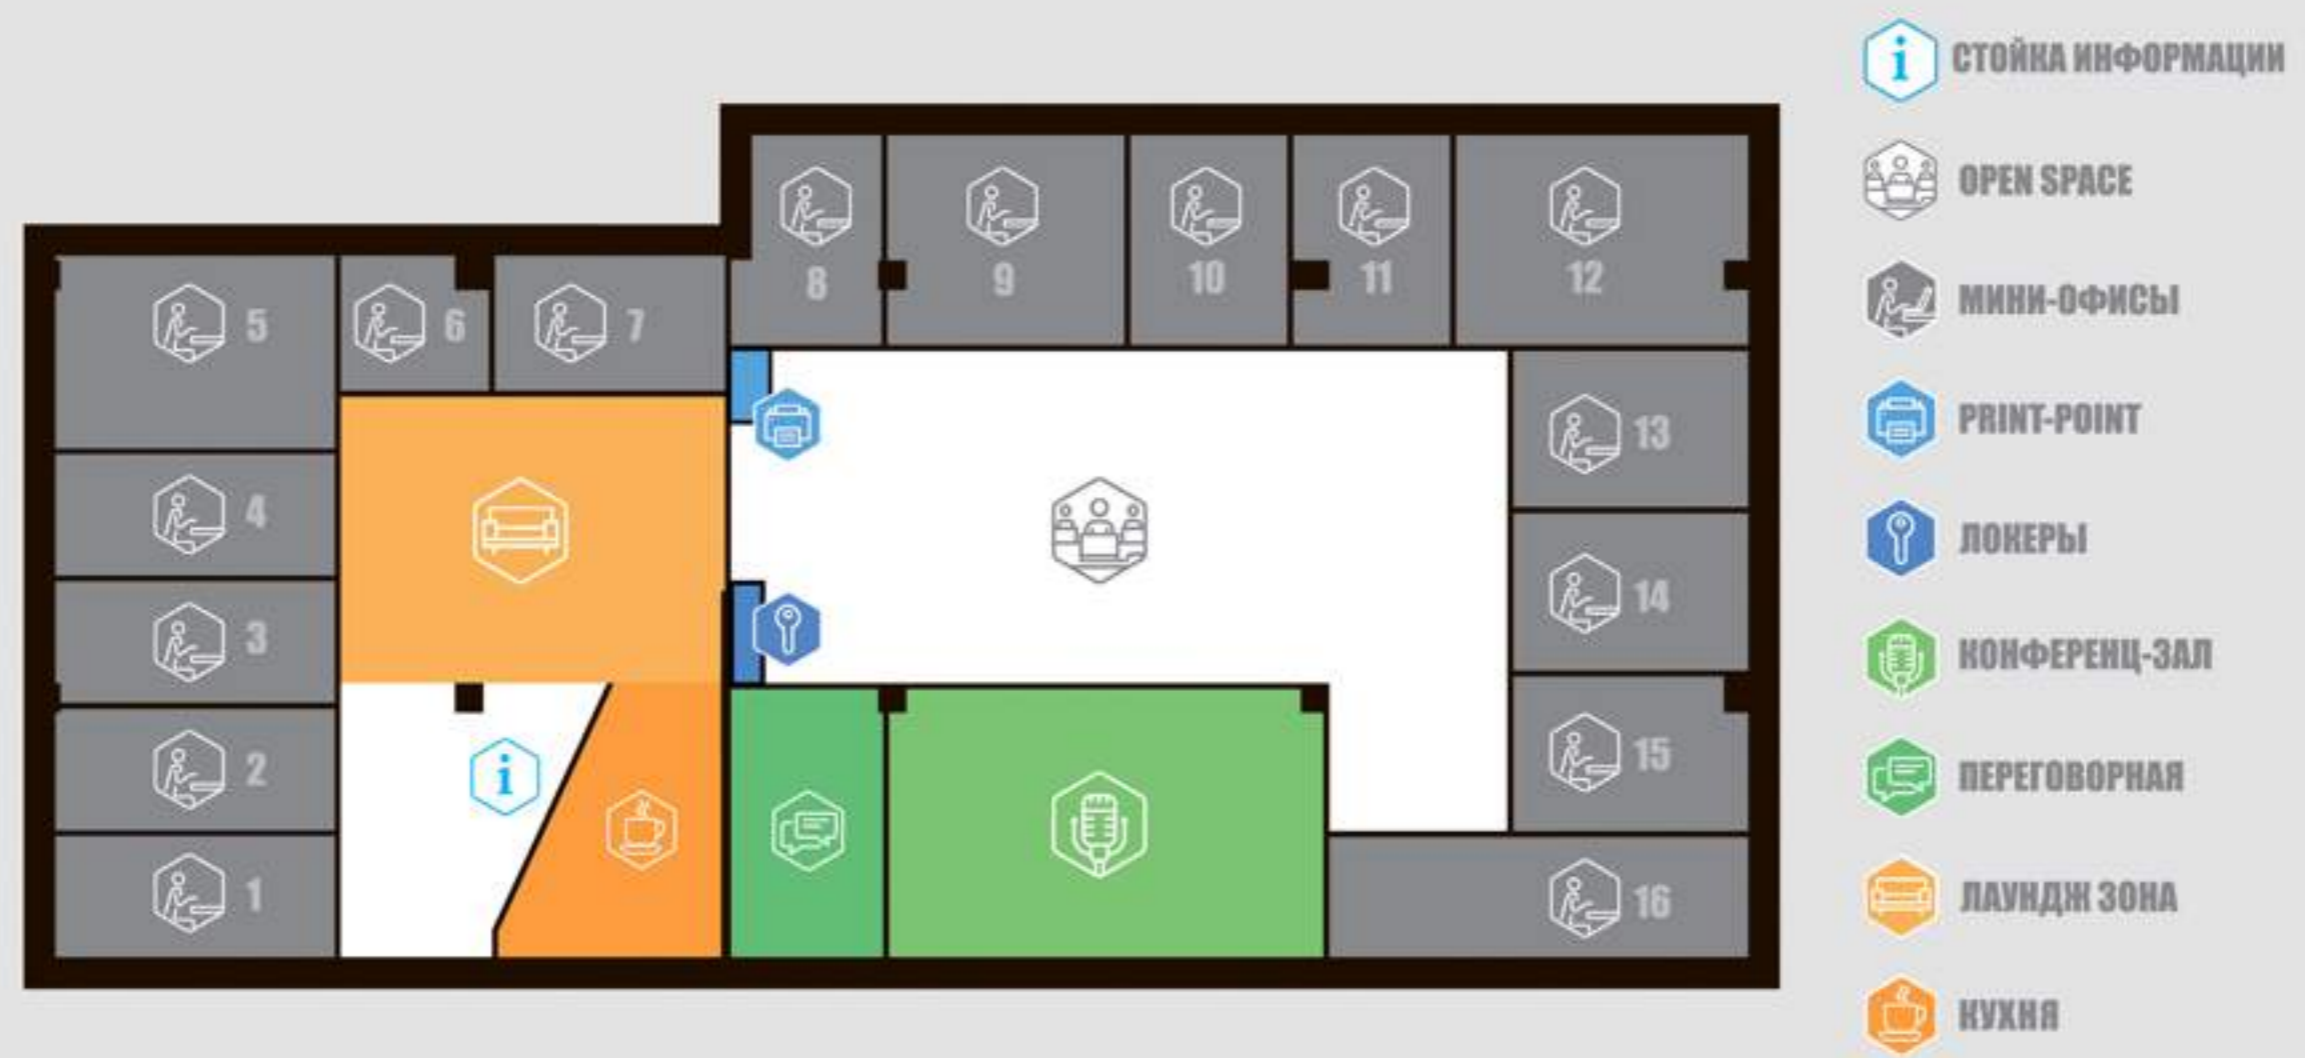 8
9
10
11
12
5
6
7
13
4
14
3
2
i
15
1
16
i СТОЙКА ИНФОРМАЦИИ
OPEN SPACE
МИНИ-ОФИСЫ
PRINT-POINT
ЛОКЕРЫ
КОНФЕРЕНЦ-ЗАЛ
ПЕРЕГОВОРНАЯ
ЛАУНДЖ ЗОНА
КУХНЯ